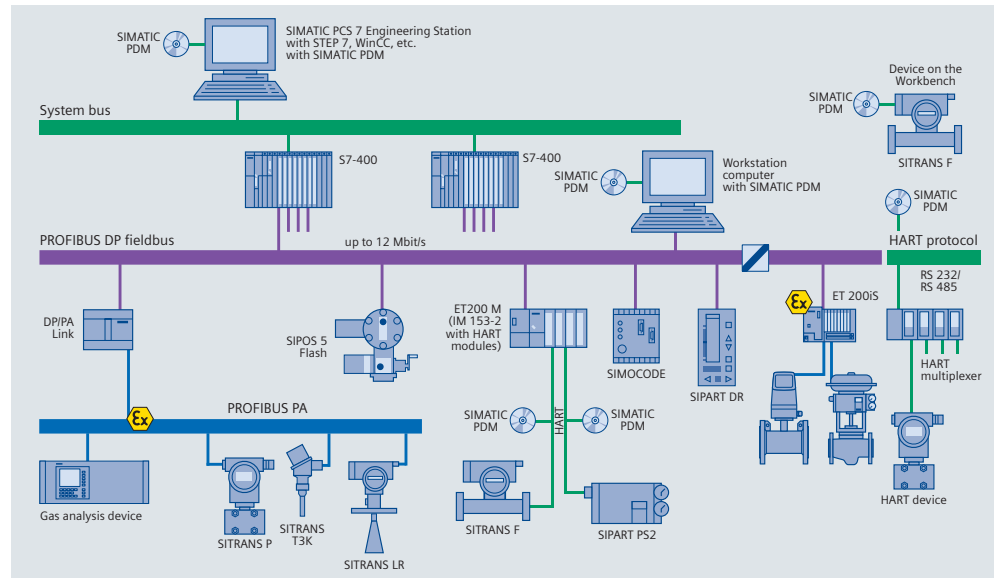 SIMATIC
PDM
SIMATIC PCS 7 Engineering Station
with STEP 7, WinCC, etc.
with SIMATIC PDM
Device on the
Workbench
SIMATIC
PDM
SITRANS F
System bus
S7-400
S7-400
SIMATIC
PDM
Workstation
computer
with SIMATIC PDM
SIMATIC
PDM
PROFIBUS DP fieldbus
up to 12 Mbit/s
HART protocol
RS 232/
RS 485
DP/PA
Link
SIPOS 5
Flash
ET200 M
(IM 153-2
with HART
modules)
SIMOCODE
SIPART DR
Ex
ET 200iS
HART
multiplexer
Ex
PROFIBUS PA
SIMATIC
PDM
HART
SIMATIC
PDM
Gas analysis device
SITRANS P
SITRANS
T3K
SITRANS LR
SITRANS F
SIPART PS2
HART device